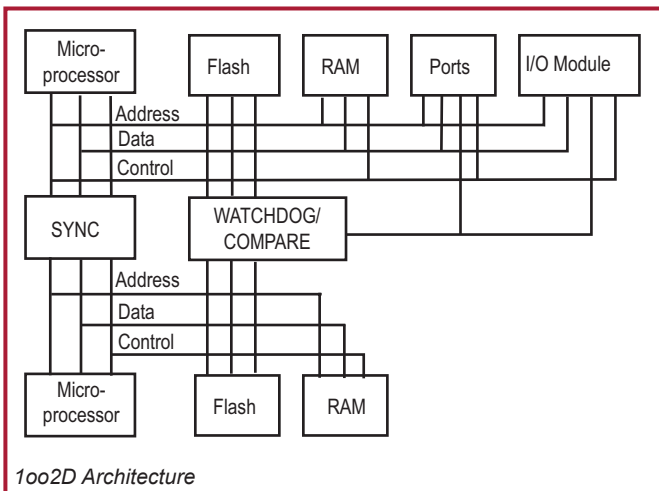 Micro-
processor
Flash
RAM
Ports
I/O Module
Address
Data
Control
SYNC
WATCHDOG/
COMPARE
Address
Data
Control
Micro-
processor
Flash
RAM
1oo2D Architecture